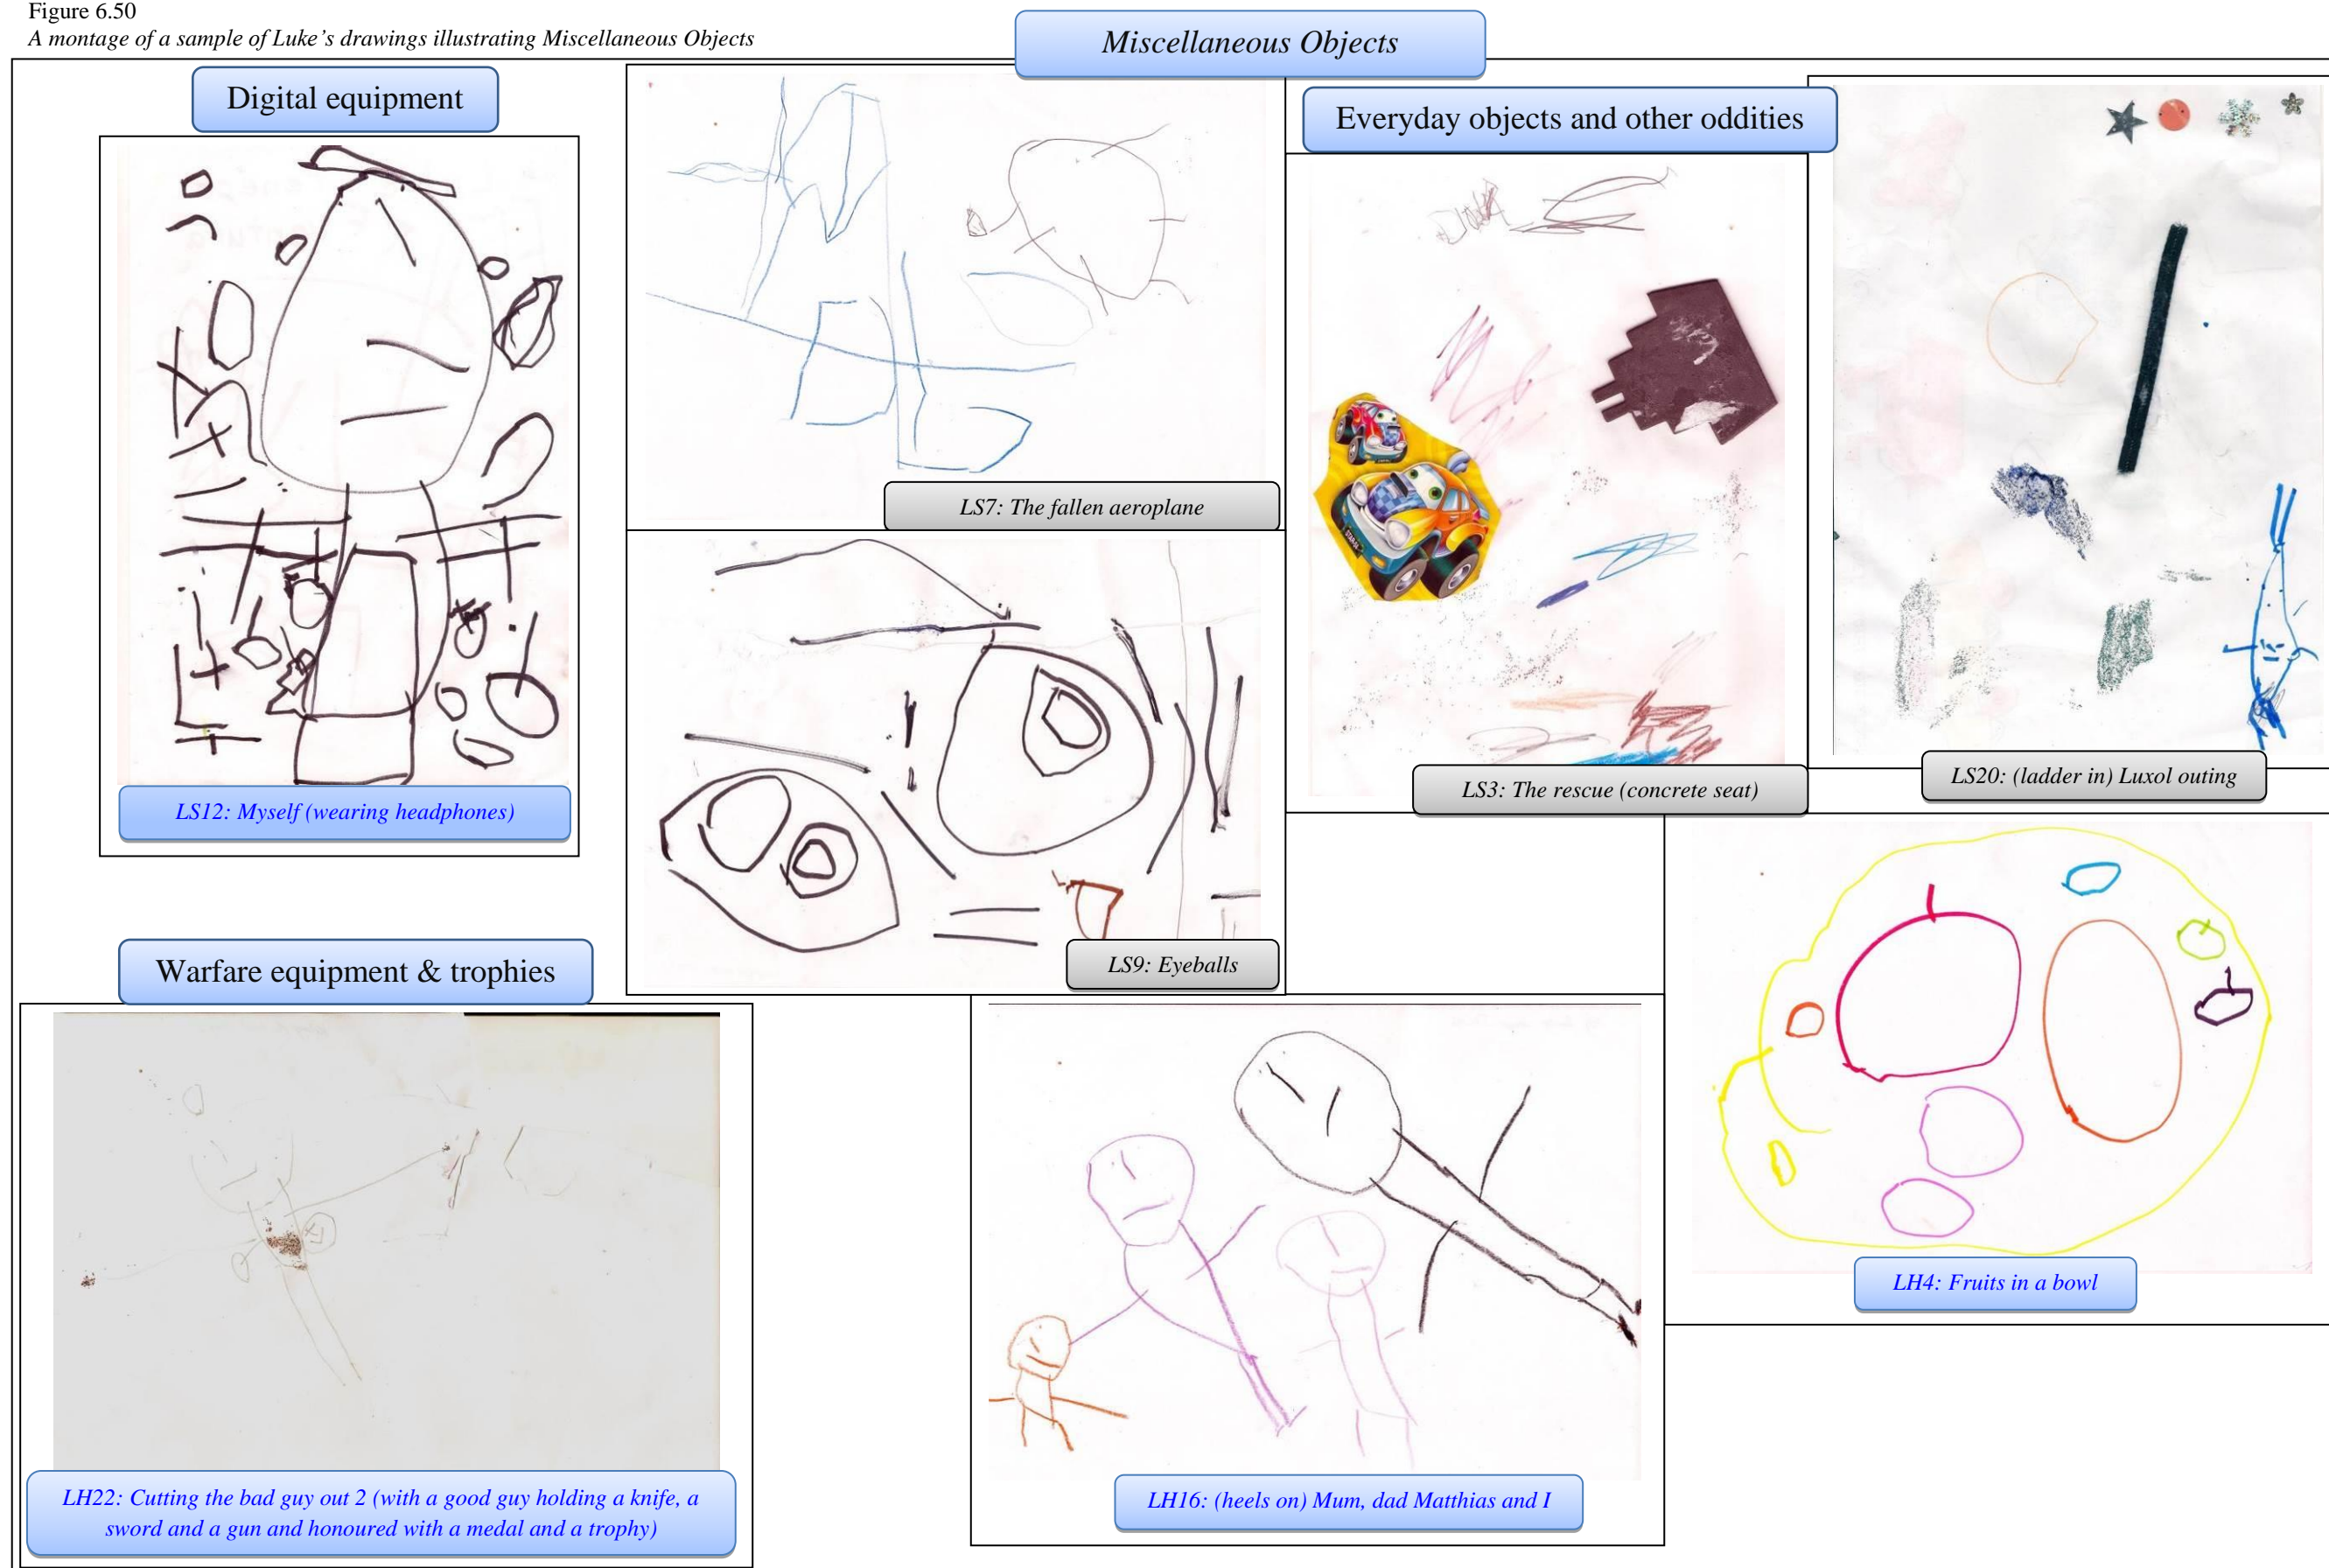 Figure 6.50
A montage of a sample of Luke’s drawings illustrating Miscellaneous Objects
Miscellaneous Objects
Digital equipment
Everyday objects and other oddities
LS7: The fallen aeroplane
LS3: The rescue (concrete seat)
LS20: (ladder in) Luxol outing
LS12: Myself (wearing headphones)
LS9: Eyeballs
Warfare equipment & trophies
LH4: Fruits in a bowl
LH22: Cutting the bad guy out 2 (with a good guy holding a knife, a
sword and a gun and honoured with a medal and a trophy)
LH16: (heels on) Mum, dad Matthias and I